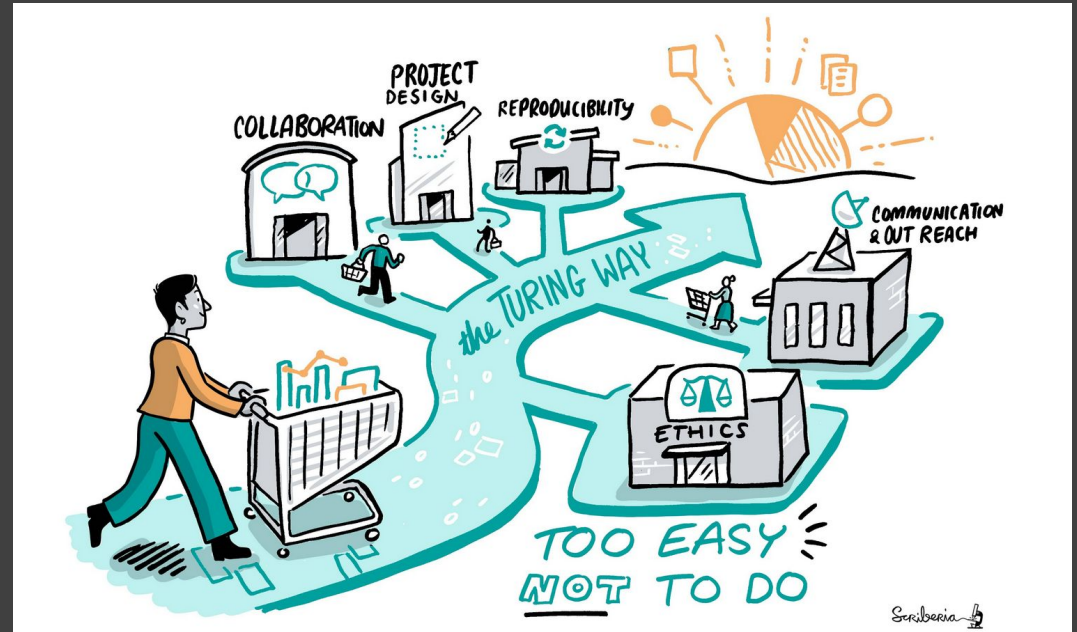 PROJECT
DESIGN
COLLABORATION
REPRODUCIBILITY
COMMUNICATION
& OUT REACH
the TURING WAY
ETHICS
TOO EASY
NOT TO DO
Scriberia